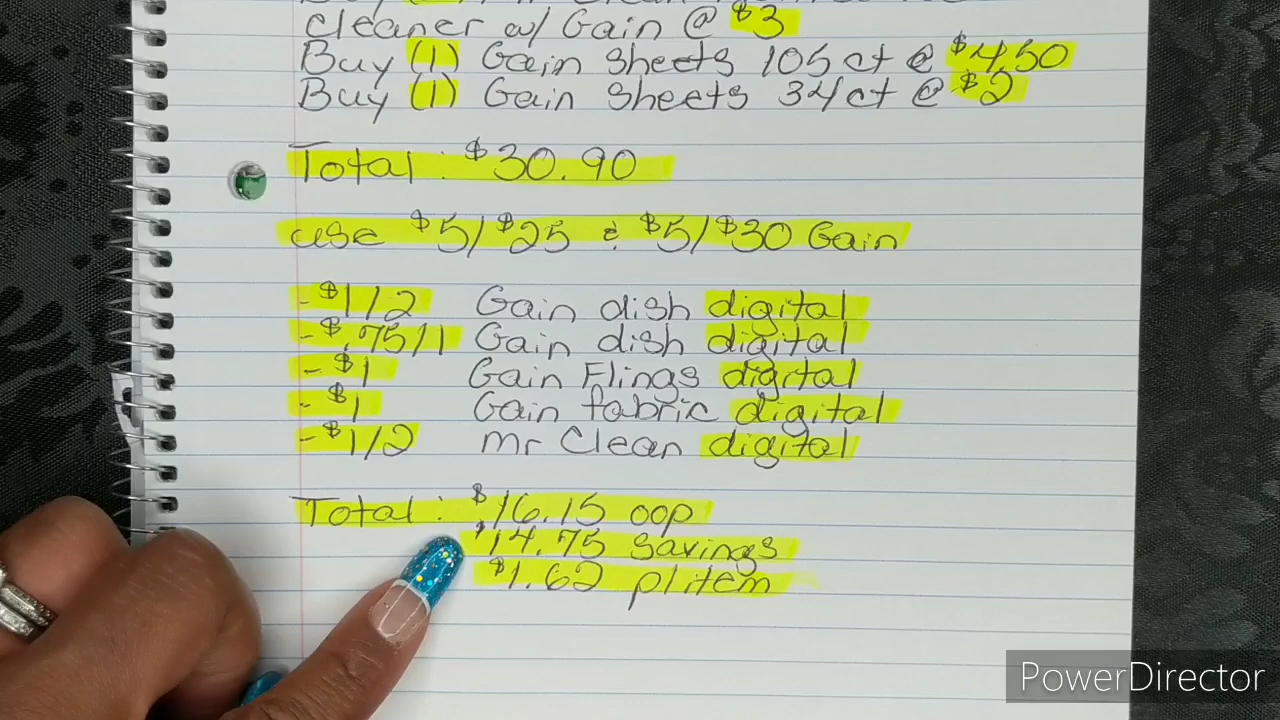 cleaner w/ Gain @ $3
Buy (1) Gain sheets 105 ct @ $4.50
Buy (1) Gain sheets 34 ct @ $2
Total : $30.90
use $5/$25 & $5/$30 Gain
- $1/2 Gain dish digital
- $.75/1 Gain dish digital
- $1 Gain Flings digital
- $1 Gain fabric digital
- $1/2 Mr Clean digital
Total : $16.15 oop
$14.75 savings
$1.62 p/item
PowerDirector